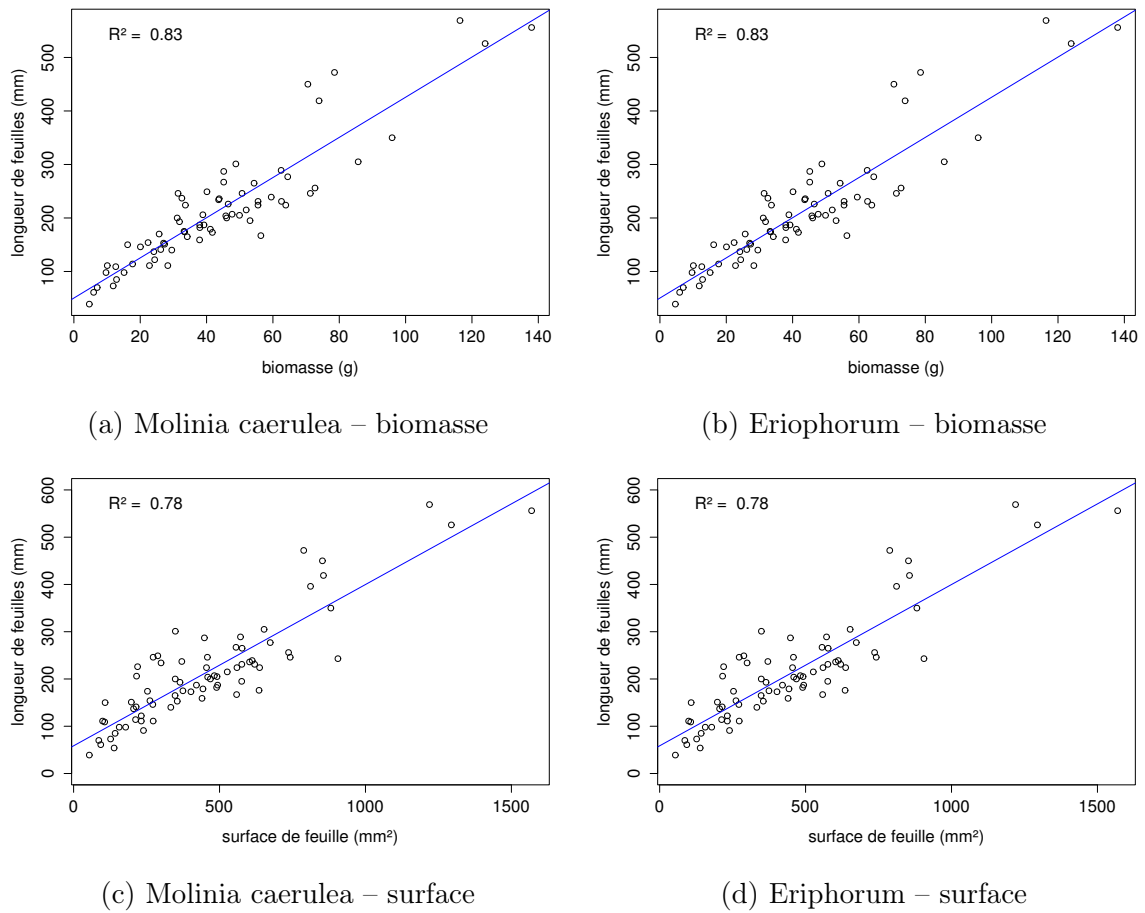 R² = 0.83
longueur de feuilles (mm)
100 200 300 400 500
0 20 40 60 80 100 120 140
biomasse (g)
(a) Molinia caerulea – biomasse
R² = 0.83
longueur de feuilles (mm)
100 200 300 400 500
0 20 40 60 80 100 120 140
biomasse (g)
(b) Eriophorum – biomasse
R² = 0.78
longueur de feuilles (mm)
0 100 200 300 400 500 600
0 500 1000 1500
surface de feuille (mm²)
(c) Molinia caerulea – surface
R² = 0.78
longueur de feuilles (mm)
0 100 200 300 400 500 600
0 500 1000 1500
surface de feuille (mm²)
(d) Eriphorum – surface